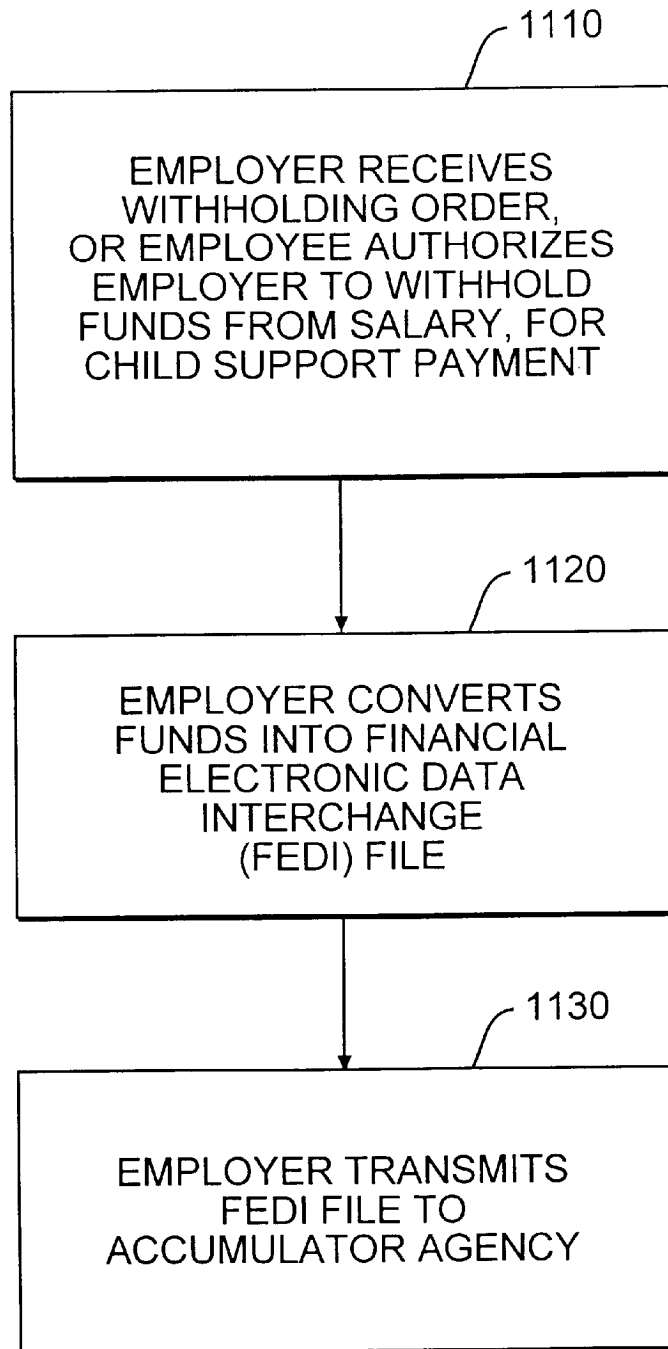 1110
EMPLOYER RECEIVES
WITHHOLDING ORDER,
OR EMPLOYEE AUTHORIZES
EMPLOYER TO WITHHOLD
FUNDS FROM SALARY, FOR
CHILD SUPPORT PAYMENT
1120
EMPLOYER CONVERTS
FUNDS INTO FINANCIAL
ELECTRONIC DATA
INTERCHANGE
(FEDI) FILE
1130
EMPLOYER TRANSMITS
FEDI FILE TO
ACCUMULATOR AGENCY